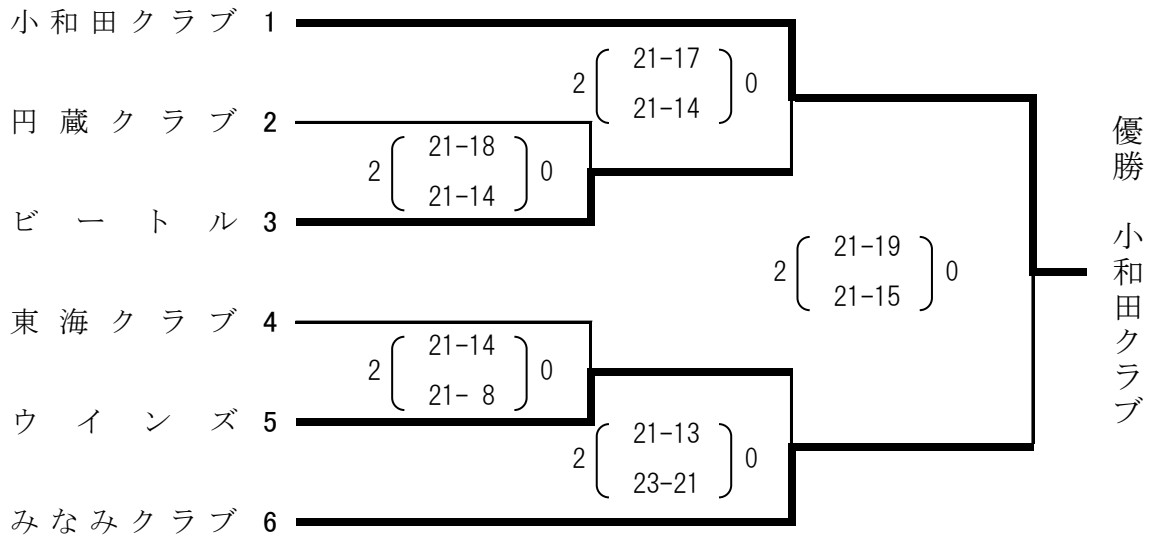 小和田クラブ 1
21-17
2 0
21-14
円蔵クラブ 2
21-18
2 0
21-14
ビートル 3
21-19
2 0
21-15
東海クラブ 4
21-14
2 0
21- 8
ウインズ 5
21-13
2 0
23-21
みなみクラブ 6
優勝 小和田クラブ